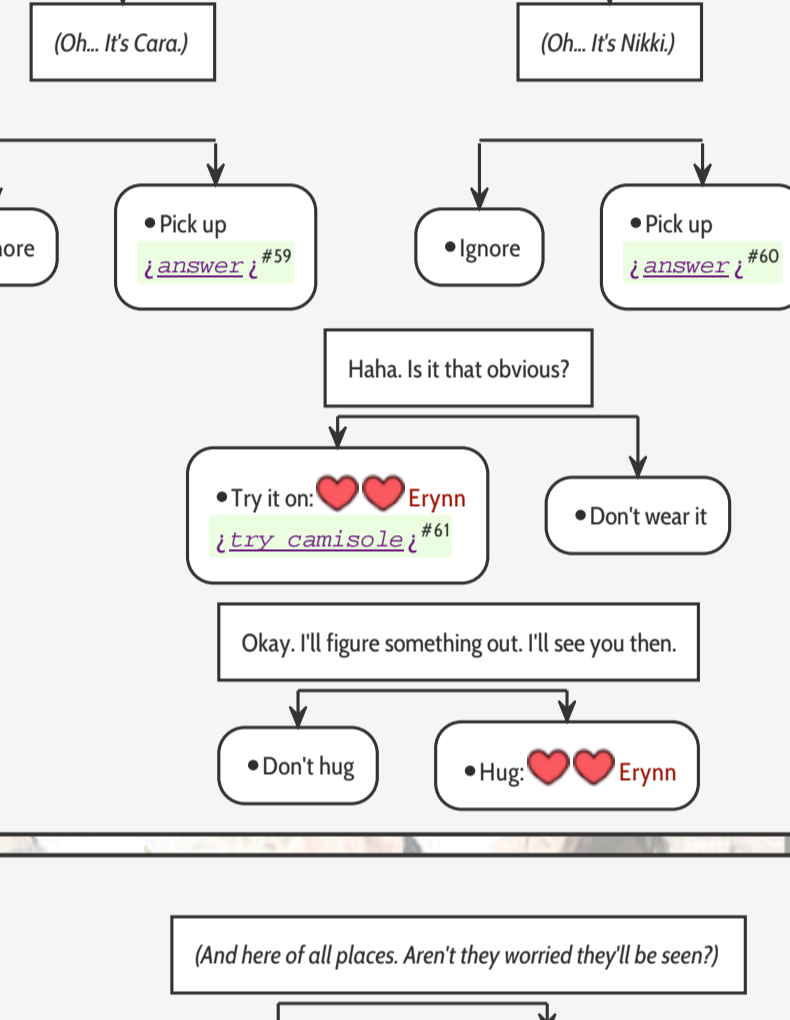 (Oh... It's Cara.)
(Oh... It's Nikki.)
ore
•Pick up
¿answer¿#59
•Ignore
•Pick up
¿answer¿#60
Haha. Is it that obvious?
•Try it on: Erynn
¿try camisole¿#61
•Don't wear it
Okay. I'll figure something out. I'll see you then.
•Don't hug
•Hug: Erynn
(And here of all places. Aren't they worried they'll be seen?)